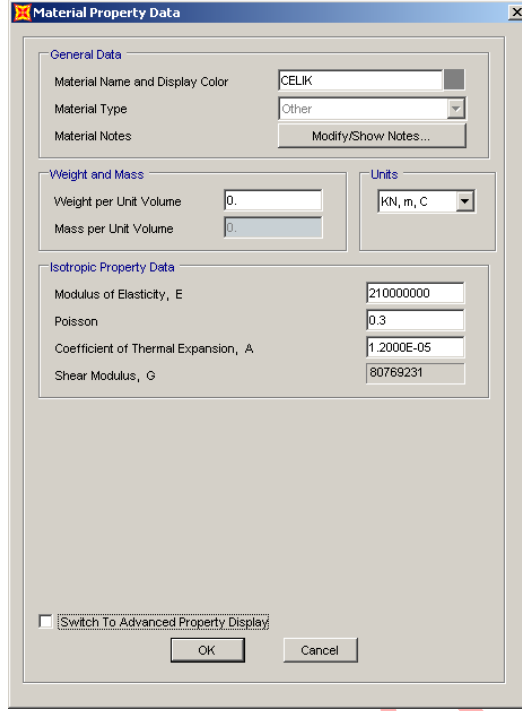 Material Property Data
General Data
Material Name and Display Color CELIK
Material Type Other
Material Notes Modify/Show Notes...
Weight and Mass Units
Weight per Unit Volume 0. KN, m, C
Mass per Unit Volume 0.
Isotropic Property Data
Modulus of Elasticity, E 210000000
Poisson 0.3
Coefficient of Thermal Expansion, A 1.2000E-05
Shear Modulus, G 80769231
Switch To Advanced Property Display
OK Cancel